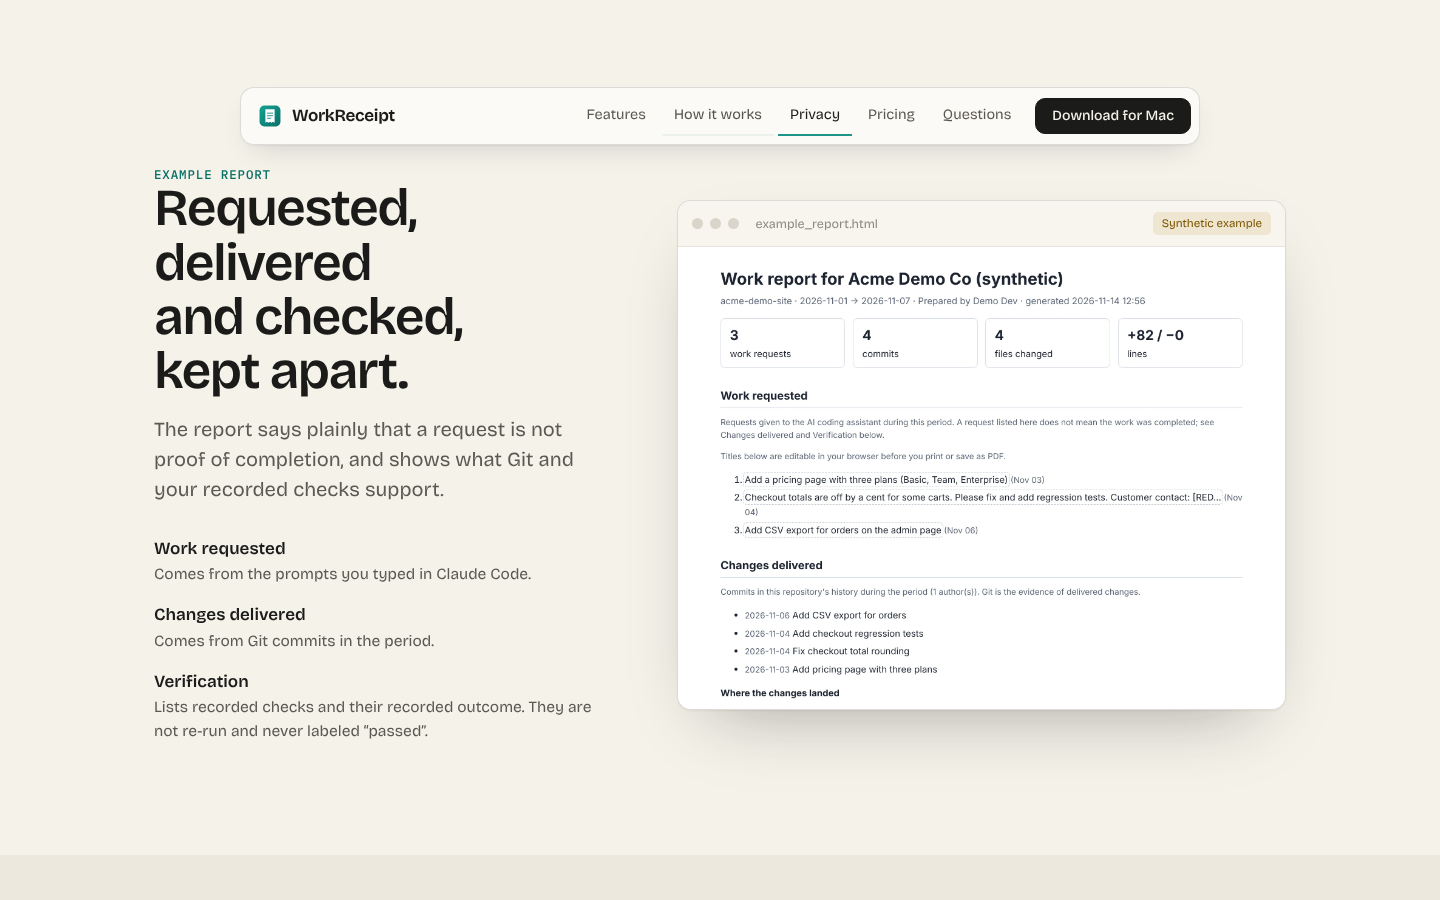 WorkReceipt
Features
How it works
Privacy
Pricing
Questions
Download for Mac
EXAMPLE REPORT
Requested,
delivered
and checked,
kept apart.
The report says plainly that a request is not
proof of completion, and shows what Git and
your recorded checks support.
Work requested
Comes from the prompts you typed in Claude Code.
Changes delivered
Comes from Git commits in the period.
Verification
Lists recorded checks and their recorded outcome. They are
not re-run and never labeled “passed”.
example_report.html
Synthetic example
Work report for Acme Demo Co (synthetic)
acme-demo-site · 2026-11-01 → 2026-11-07 · Prepared by Demo Dev · generated 2026-11-14 12:56
3
work requests
4
commits
4
files changed
+82 / −0
lines
Work requested
Requests given to the AI coding assistant during this period. A request listed here does not mean the work was completed; see
Changes delivered and Verification below.
Titles below are editable in your browser before you print or save as PDF.
1. Add a pricing page with three plans (Basic, Team, Enterprise) (Nov 03)
2. Checkout totals are off by a cent for some carts. Please fix and add regression tests. Customer contact: [RED... (Nov
04)
3. Add CSV export for orders on the admin page (Nov 06)
Changes delivered
Commits in this repository's history during the period (1 author(s)). Git is the evidence of delivered changes.
• 2026-11-06 Add CSV export for orders
• 2026-11-04 Add checkout regression tests
• 2026-11-04 Fix checkout total rounding
• 2026-11-03 Add pricing page with three plans
Where the changes landed